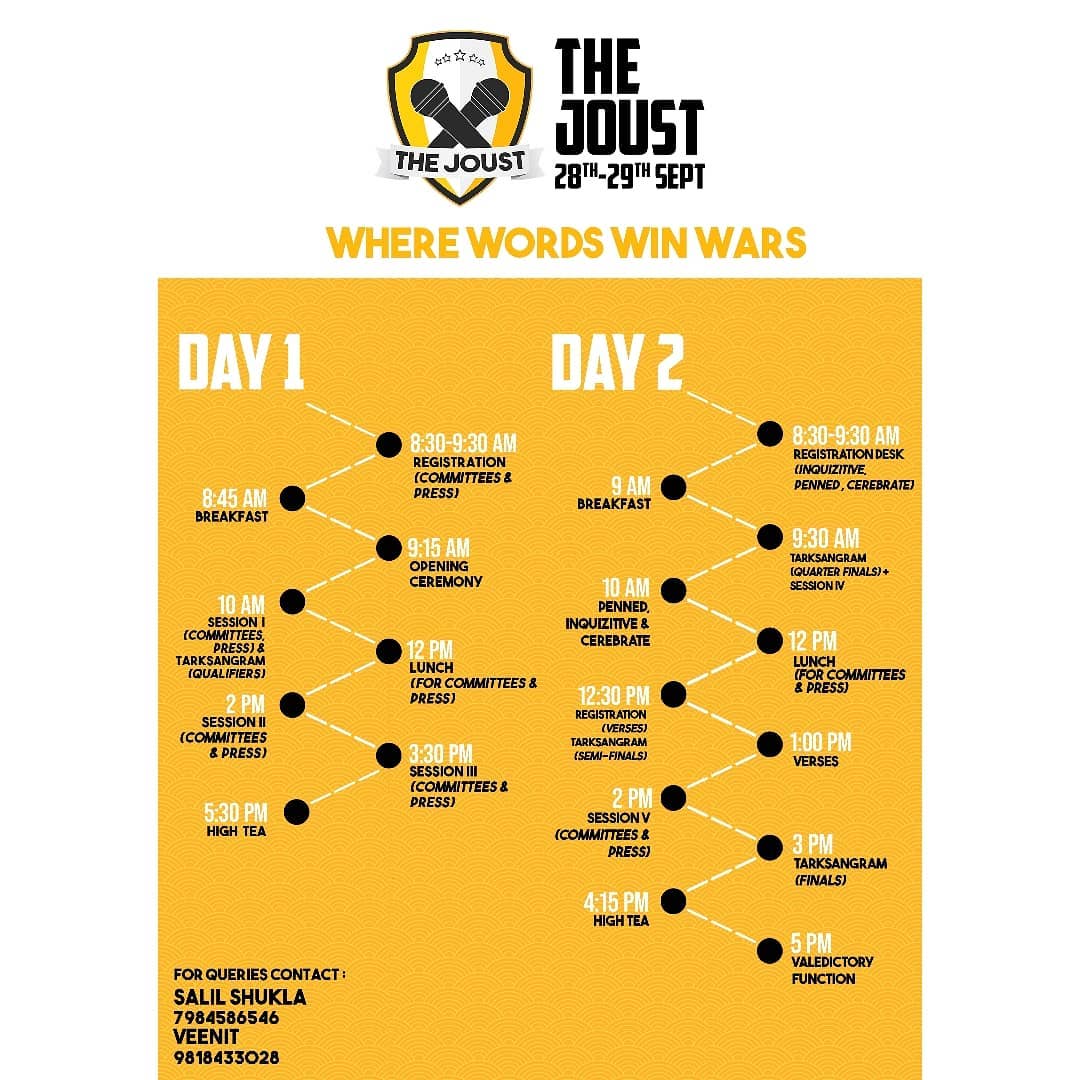 THE JOUST
THE
JOUST
28TH-29TH SEPT
WHERE WORDS WIN WARS
DAY 1
8:30-9:30 AM
REGISTRATION
(COMMITTEES &
PRESS)
8:45 AM
BREAKFAST
9:15 AM
OPENING
CEREMONY
10 AM
SESSION I
(COMMITTEES,
PRESS) &
TARKSANGRAM
(QUALIFIERS)
12 PM
LUNCH
(FOR COMMITTEES &
PRESS)
2 PM
SESSION II
(COMMITTEES
& PRESS)
3:30 PM
SESSION III
(COMMITTEES &
PRESS)
5:30 PM
HIGH TEA
DAY 2
8:30-9:30 AM
REGISTRATION DESK
(INQUIZITIVE,
PENNED, CEREBRATE)
9 AM
BREAKFAST
9:30 AM
TARKSANGRAM
(QUARTER FINALS) +
SESSION IV
10 AM
PENNED,
INQUIZITIVE &
CEREBRATE
12 PM
LUNCH
(FOR COMMITTEES
& PRESS)
12:30 PM
REGISTRATION
(VERSES)
TARKSANGRAM
(SEMI-FINALS)
1:00 PM
VERSES
2 PM
SESSION V
(COMMITTEES &
PRESS)
3 PM
TARKSANGRAM
(FINALS)
4:15 PM
HIGH TEA
5 PM
VALEDICTORY
FUNCTION
FOR QUERIES CONTACT :
SALIL SHUKLA
7984586546
VEENIT
9818433028